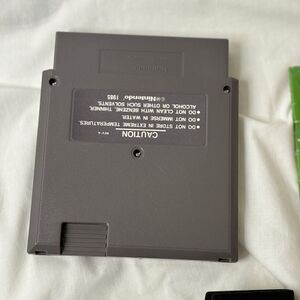 CAUTION
REV-A
● DO NOT STORE IN EXTREME TEMPERATURES.
● DO NOT IMMERSE IN WATER.
● DO NOT CLEAN WITH BENZENE, THINNER,
ALCOHOL OR OTHER SUCH SOLVENTS.
©Nintendo® 1985